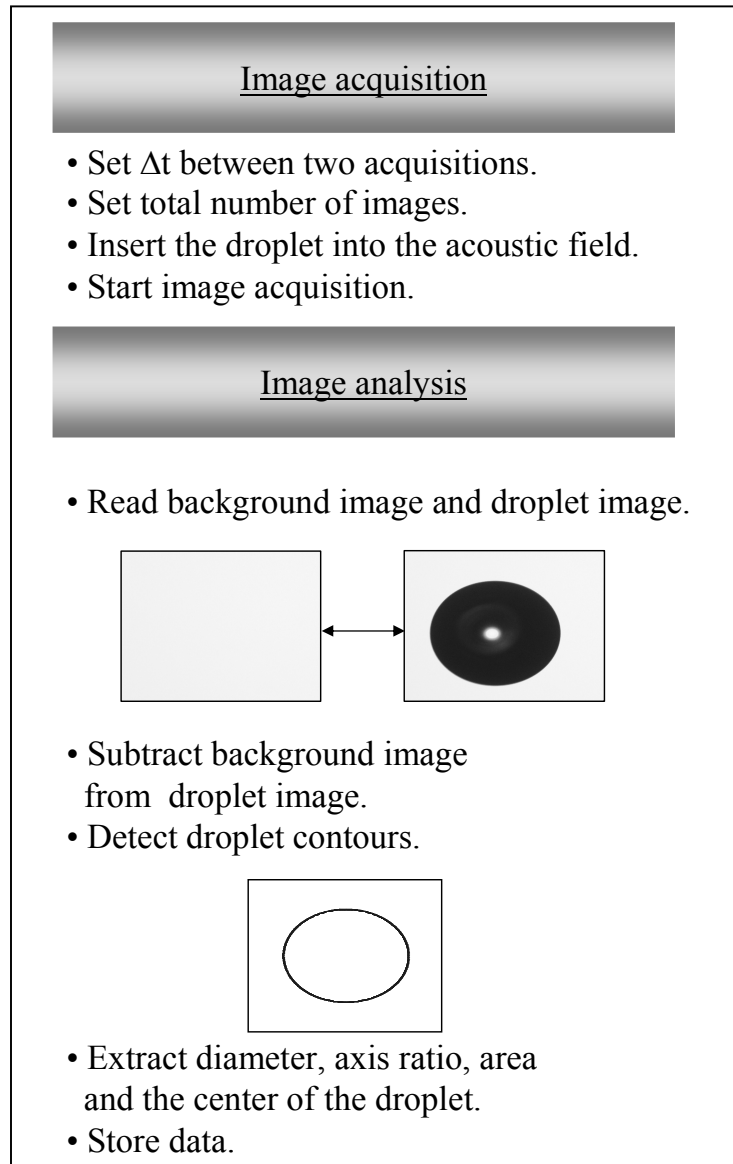 Image acquisition
• Set Δt between two acquisitions.
• Set total number of images.
• Insert the droplet into the acoustic field.
• Start image acquisition.
Image analysis
• Read background image and droplet image.
• Subtract background image
from droplet image.
• Detect droplet contours.
• Extract diameter, axis ratio, area
and the center of the droplet.
• Store data.